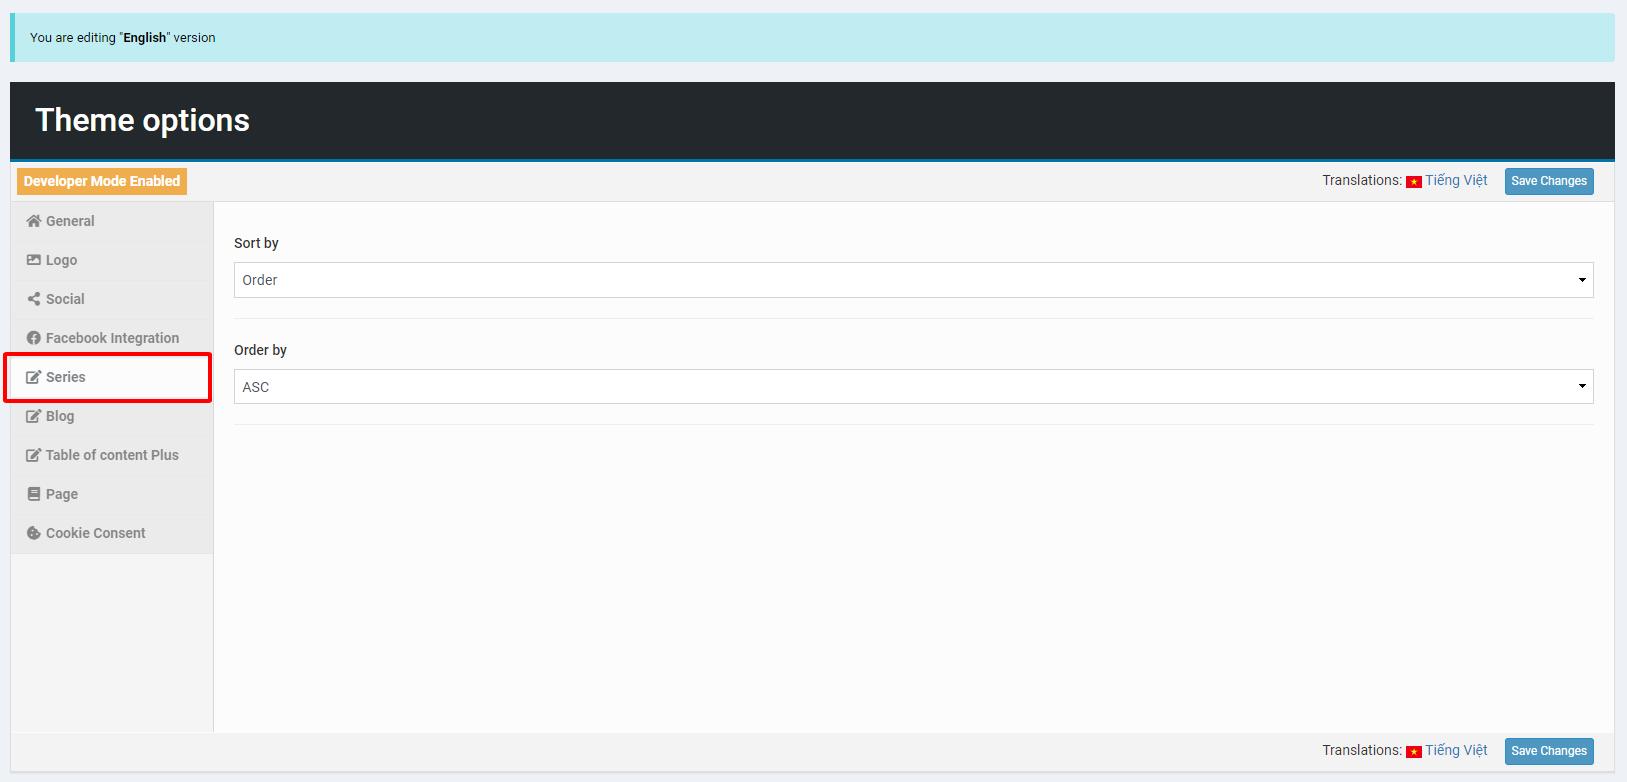 You are editing "English" version
Theme options
Developer Mode Enabled
Translations: Tiếng Việt
Save Changes
General
Logo
Social
Facebook Integration
Series
Blog
Table of content Plus
Page
Cookie Consent
Sort by
Order
Order by
ASC
Translations: Tiếng Việt
Save Changes